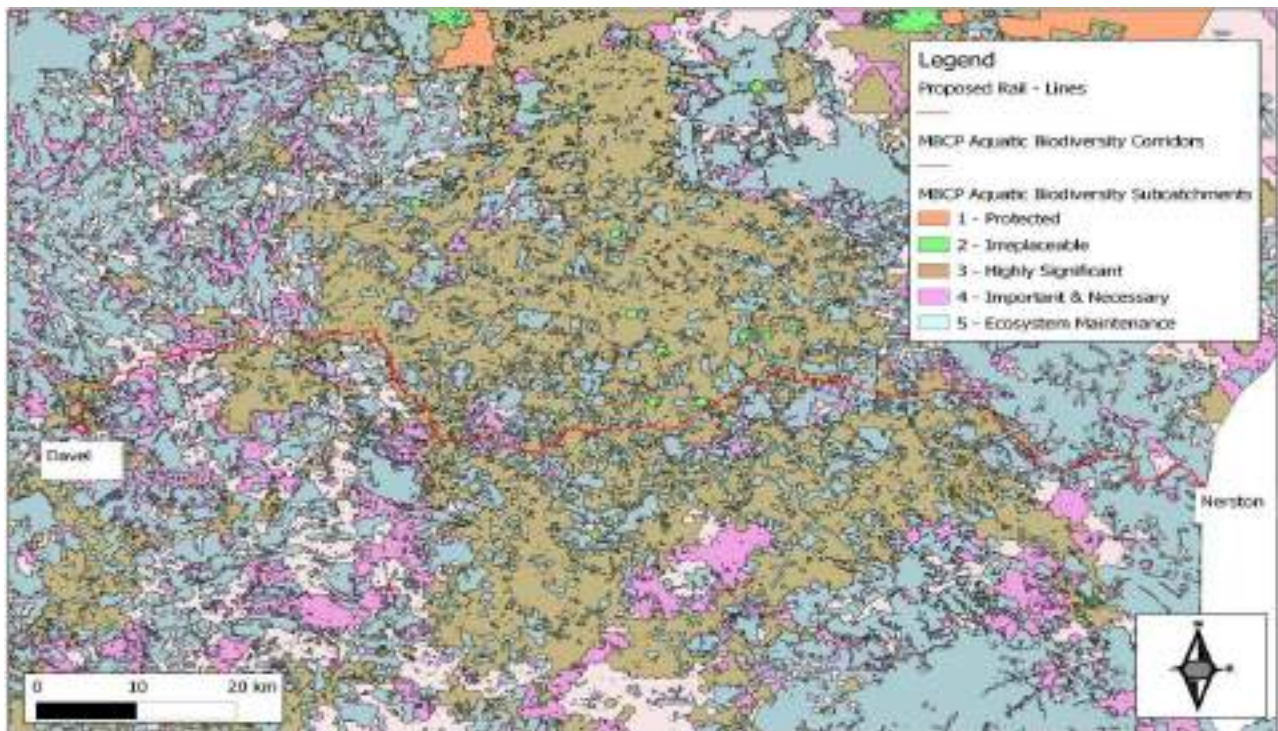 Legend
Proposed Rail - Lines
MBCP Aquatic Biodiversity Corridors
MBCP Aquatic Biodiversity Subcatchments
1 - Protected
2 - Irreplaceable
3 - Highly Significant
4 - Important & Necessary
5 - Ecosystem Maintenance
Davel
Nerston
0 10 20 km